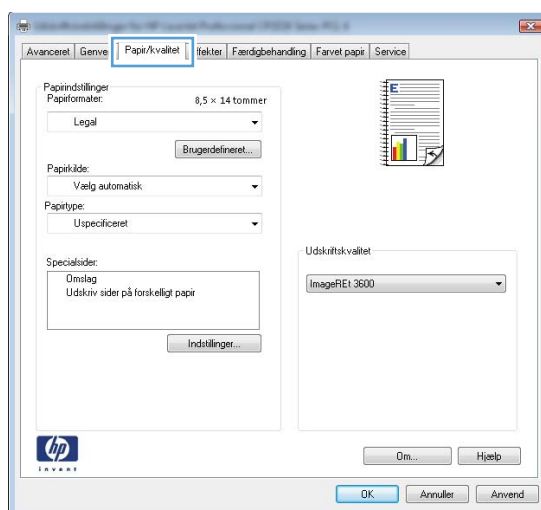 Avanceret Genve Papir/kvalitet ffekter Færdigbehandling Farvet papir Service
Papirindstillinger
Papirformater: 8,5 × 14 tommer
Legal
Brugerdefineret...
Papirkilde:
Vælg automatisk
Papirtype:
Uspecificeret
Specialsider:
Omslag
Udskriv sider på forskelligt papir
Indstillinger...
E
Udskriftskvalitet
ImageREt 3600
hp
invent
Om... Hjælp
OK Annuller Anvend